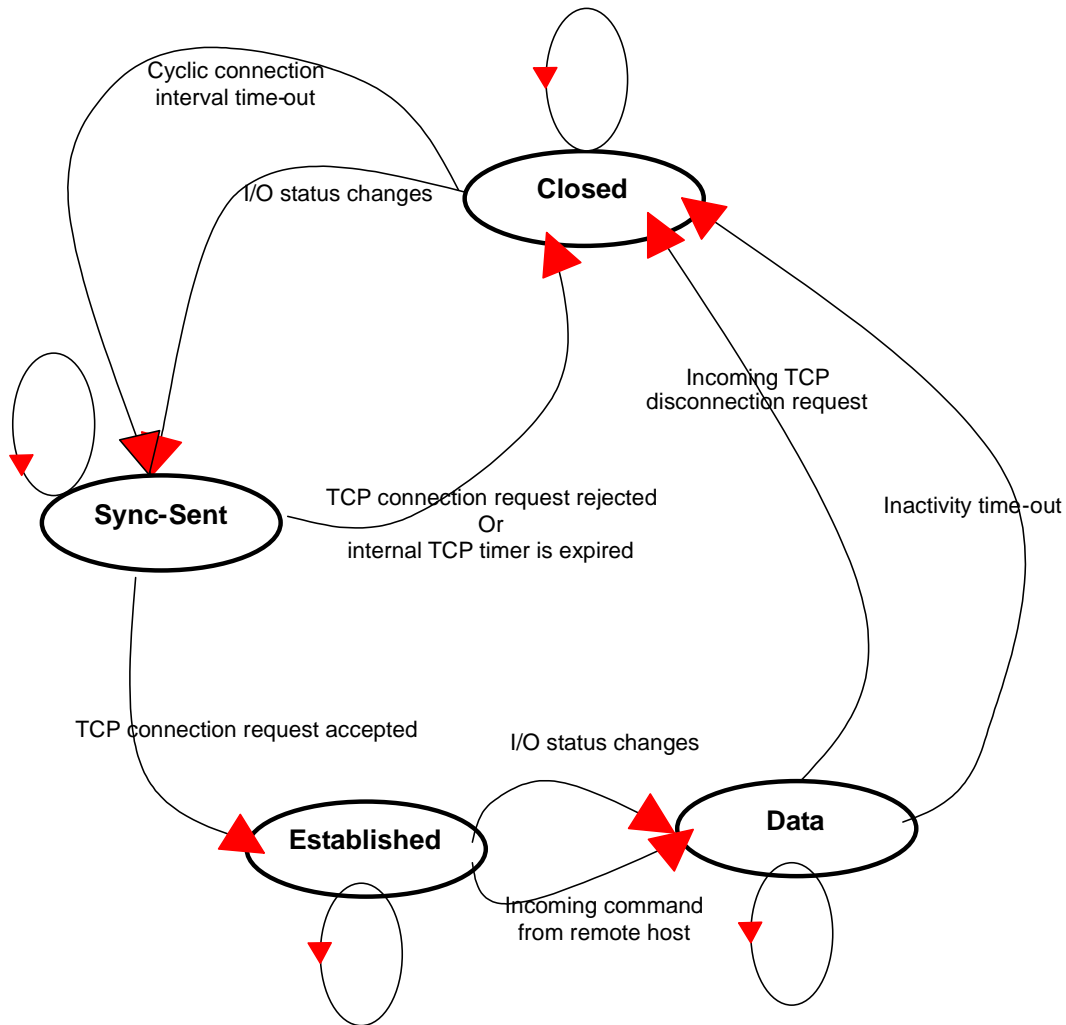 Cyclic connection
interval time-out
Closed
I/O status changes
Incoming TCP
disconnection request
Sync-Sent
TCP connection request rejected
Or
internal TCP timer is expired
Inactivity time-out
TCP connection request accepted
I/O status changes
Established
Data
Incoming command
from remote host